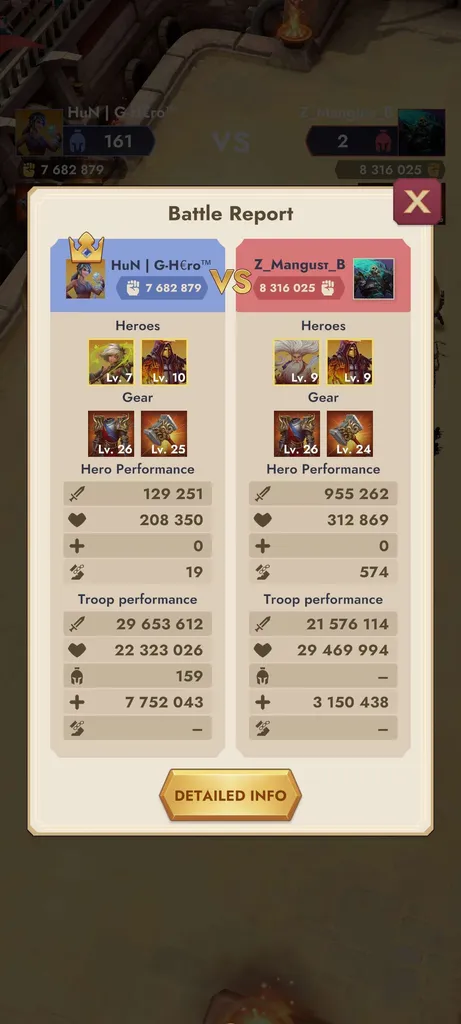 HuN | G-H€ro™
Z_Mangust_B
161
VS
2
7 682 879
8 316 025
Battle Report
X
HuN | G-H€ro™
VS
Z_Mangusт_B
7 682 879
8 316 025
Heroes
Heroes
Lv. 7
Lv. 10
Lv. 9
Lv. 9
Gear
Gear
Lv. 26
Lv. 25
Lv. 26
Lv. 24
Hero Performance
Hero Performance
129 251
955 262
208 350
312 869
0
0
19
574
Troop performance
Troop performance
29 653 612
21 576 114
22 323 026
29 469 994
159
–
7 752 043
3 150 438
–
–
DETAILED INFO